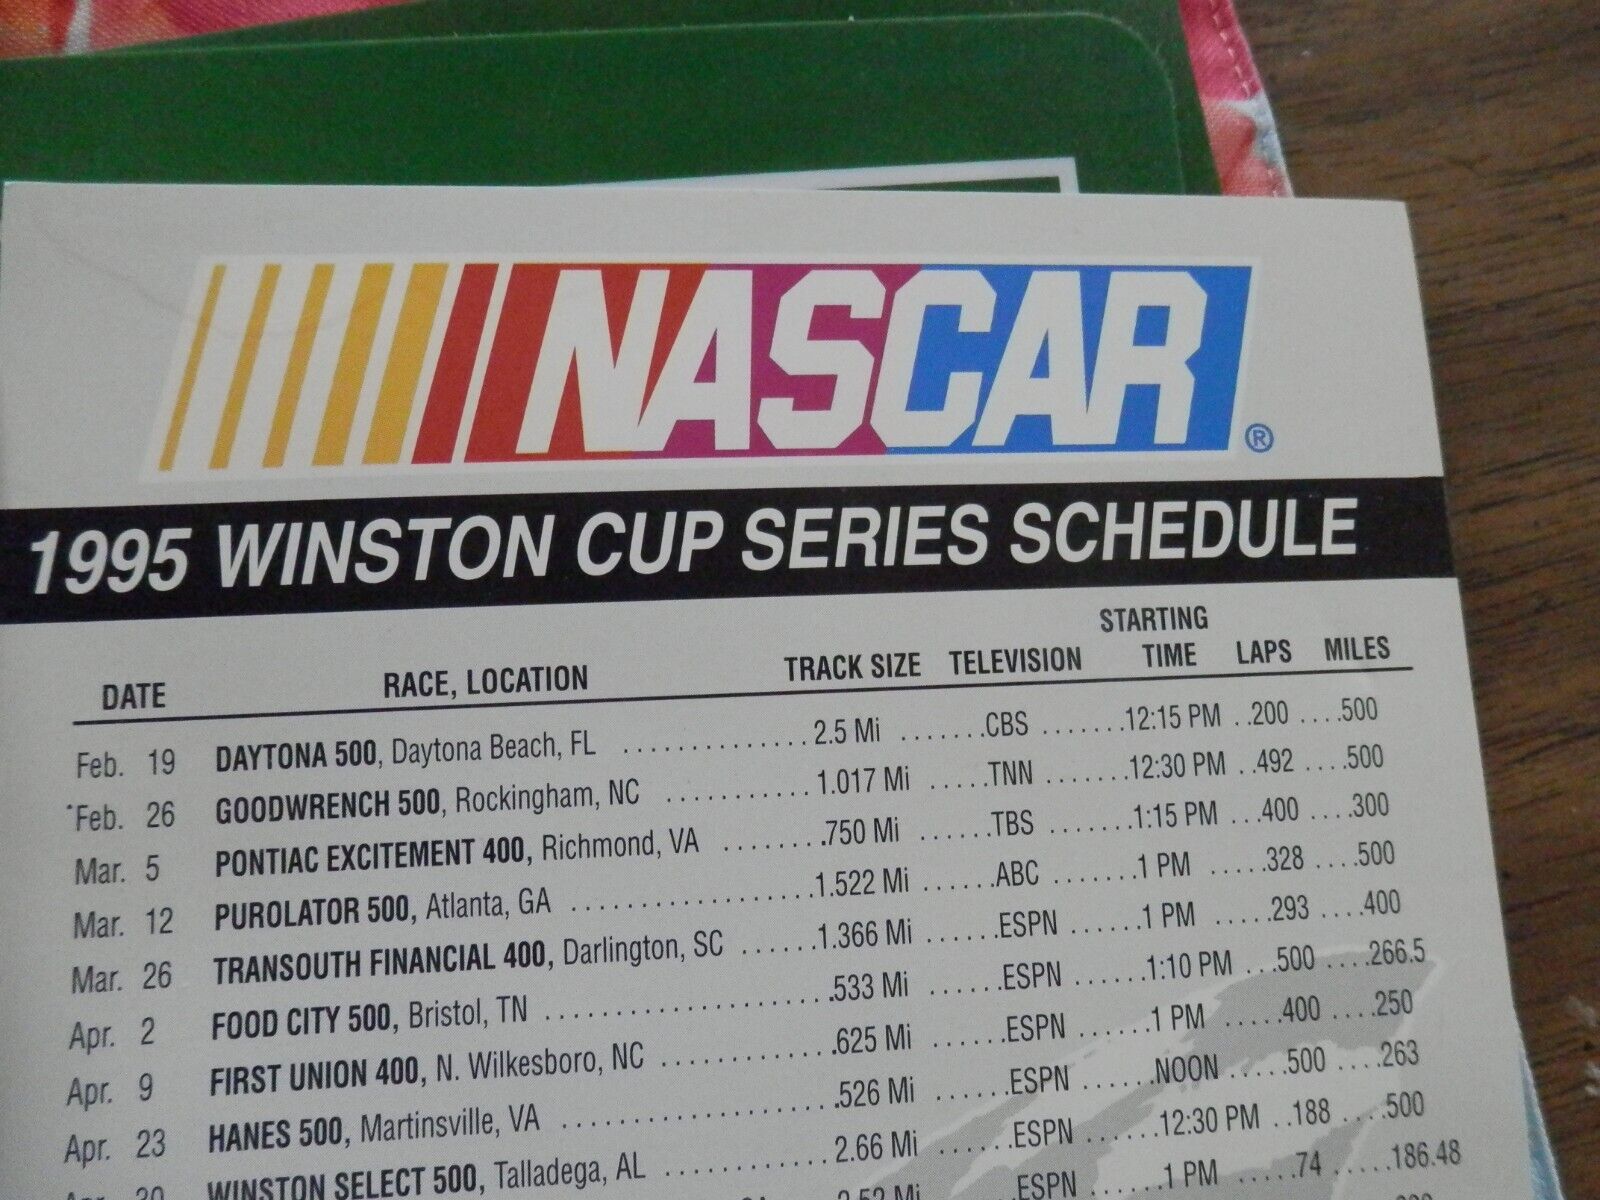 NASCAR®
1995 WINSTON CUP SERIES SCHEDULE
DATE RACE, LOCATION TRACK SIZE TELEVISION STARTING TIME LAPS MILES
Feb. 19 DAYTONA 500, Daytona Beach, FL ..............2.5 Mi .......CBS .......12:15 PM ..200 ....500
*Feb. 26 GOODWRENCH 500, Rockingham, NC ...........1.017 Mi .....TNN .......12:30 PM ..492 ....500
Mar. 5 PONTIAC EXCITEMENT 400, Richmond, VA ........750 Mi ......TBS .......1:15 PM ....400 ....300
Mar. 12 PUROLATOR 500, Atlanta, GA ...................1.522 Mi ......ABC .......1 PM ......328 ....500
Mar. 26 TRANSOUTH FINANCIAL 400, Darlington, SC ......1.366 Mi ......ESPN ......1 PM .....293 ....400
Apr. 2 FOOD CITY 500, Bristol, TN .....................533 Mi ......ESPN ......1:10 PM ...500 ....266.5
Apr. 9 FIRST UNION 400, N. Wilkesboro, NC .............625 Mi ......ESPN ......1 PM .....400 ....250
Apr. 23 HANES 500, Martinsville, VA ....................526 Mi ......ESPN ......NOON .....500 ....263
30 WINSTON SELECT 500, Talladega, AL ............2.66 Mi ......ESPN ......12:30 PM ..188 ....500
ESPN ......1 PM ......74 .....186.48